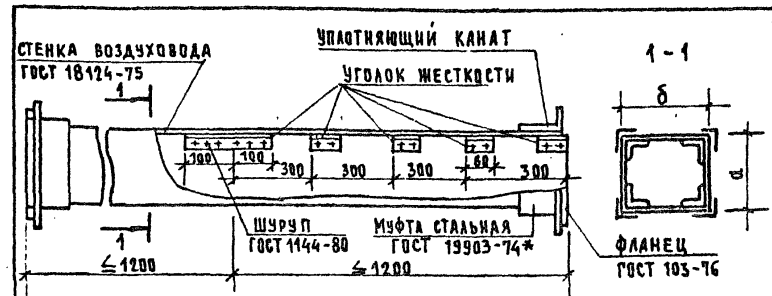 СТЕНКА ВОЗДУХОВОДА
ГОСТ 18124-75
УПЛОТНЯЮЩИЙ КАНАТ
УГОЛОК ЖЕСТКОСТИ
1-1
1
δ
а
100
100
300
300
300
60
300
1
ШУРУП
ГОСТ 1144-80
МУФТА СТАЛЬНАЯ
ГОСТ 19903-74*
ФЛАНЕЦ
ГОСТ 103-76
≤1200
≤1200